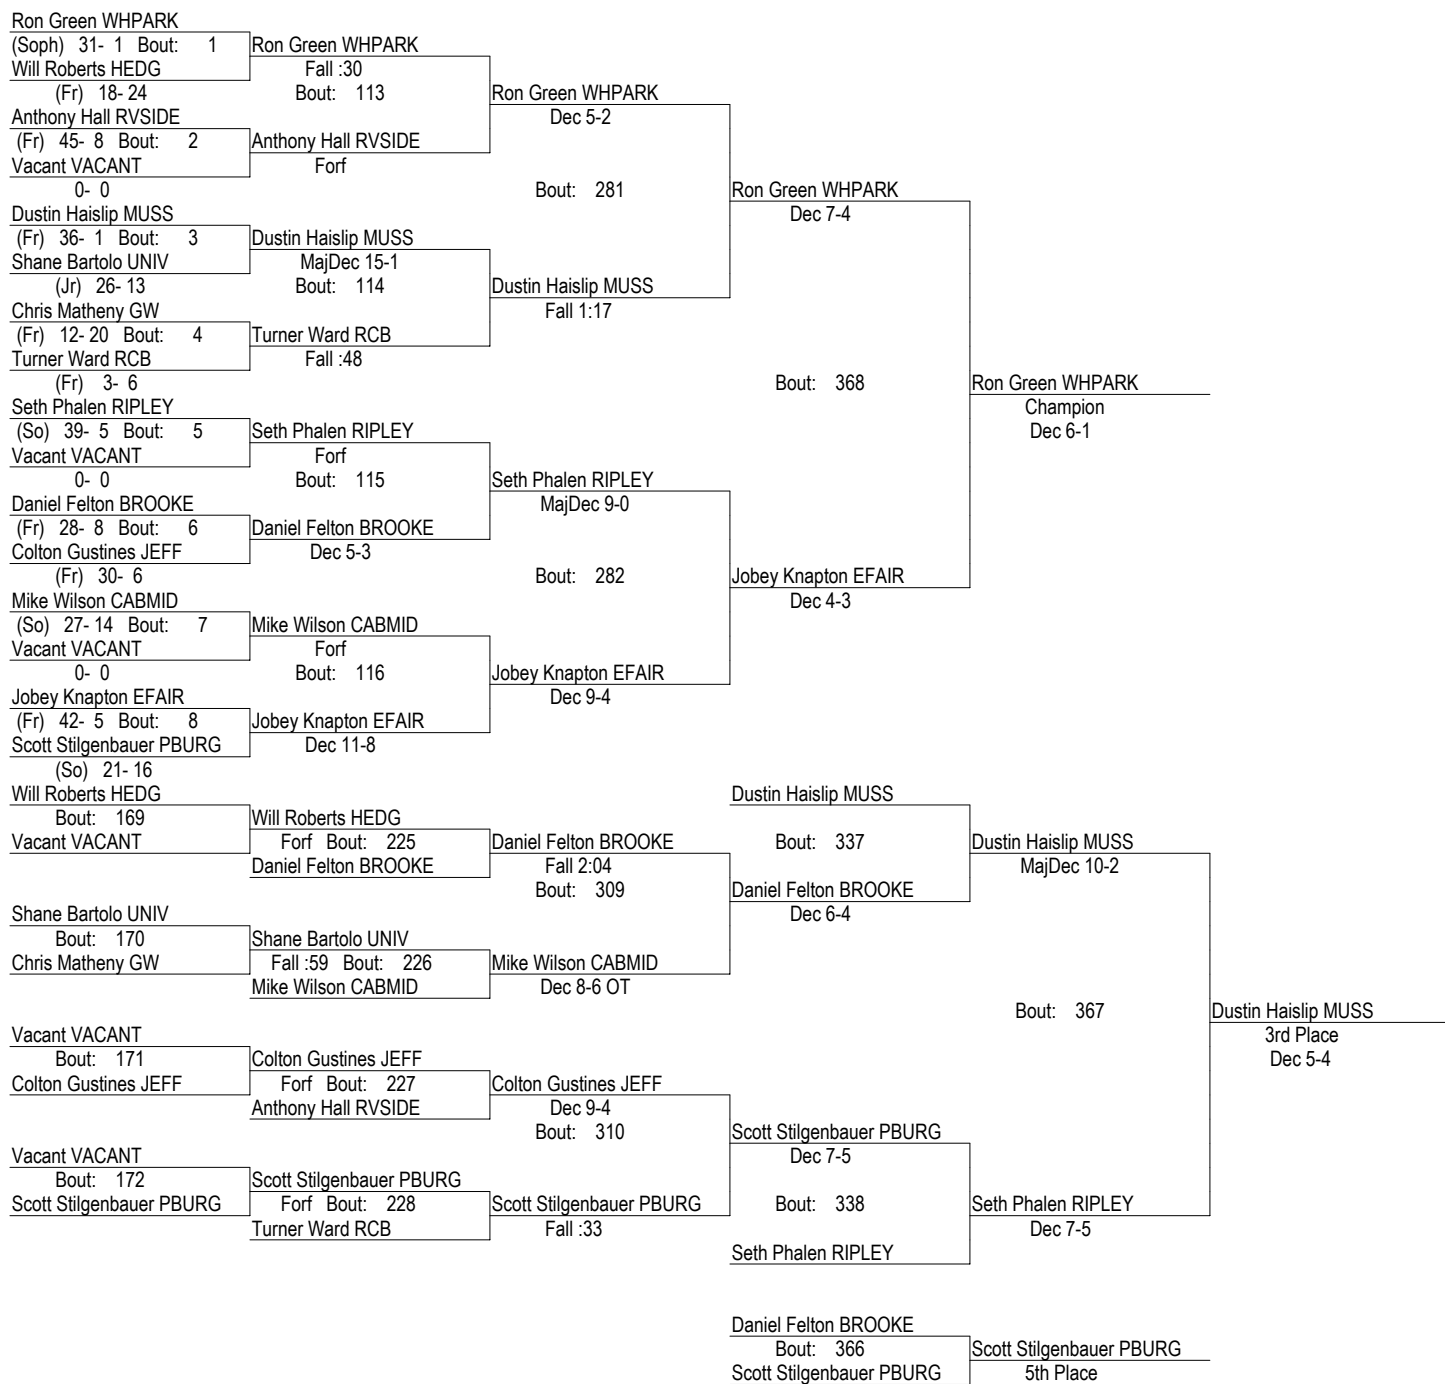 Ron Green WHPARK
(Soph) 31- 1 Bout: 1 Ron Green WHPARK
Will Roberts HEDG Fall :30
(Fr) 18- 24 Bout: 113 Ron Green WHPARK
Anthony Hall RVSIDE Dec 5-2
(Fr) 45- 8 Bout: 2 Anthony Hall RVSIDE
Vacant VACANT Forf
0- 0 Bout: 281 Ron Green WHPARK
Dustin Haislip MUSS Dec 7-4
(Fr) 36- 1 Bout: 3 Dustin Haislip MUSS
Shane Bartolo UNIV MajDec 15-1
(Jr) 26- 13 Bout: 114 Dustin Haislip MUSS
Chris Matheny GW Fall 1:17
(Fr) 12- 20 Bout: 4 Turner Ward RCB
Turner Ward RCB Fall :48
(Fr) 3- 6 Bout: 368 Ron Green WHPARK
Seth Phalen RIPLEY Champion
(So) 39- 5 Bout: 5 Seth Phalen RIPLEY Dec 6-1
Vacant VACANT Forf
0- 0 Bout: 115 Seth Phalen RIPLEY
Daniel Felton BROOKE MajDec 9-0
(Fr) 28- 8 Bout: 6 Daniel Felton BROOKE
Colton Gustines JEFF Dec 5-3
(Fr) 30- 6 Bout: 282 Jobey Knapton EFAIR
Mike Wilson CABMID Dec 4-3
(So) 27- 14 Bout: 7 Mike Wilson CABMID
Vacant VACANT Forf
0- 0 Bout: 116 Jobey Knapton EFAIR
Jobey Knapton EFAIR Dec 9-4
(Fr) 42- 5 Bout: 8 Jobey Knapton EFAIR
Scott Stilgenbauer PBURG Dec 11-8
(So) 21- 16
Will Roberts HEDG Dustin Haislip MUSS
Bout: 169 Will Roberts HEDG
Vacant VACANT Forf Bout: 225 Daniel Felton BROOKE Bout: 337 Dustin Haislip MUSS
Daniel Felton BROOKE Fall 2:04 MajDec 10-2
Bout: 309 Daniel Felton BROOKE
Shane Bartolo UNIV Dec 6-4
Bout: 170 Shane Bartolo UNIV
Chris Matheny GW Fall :59 Bout: 226 Mike Wilson CABMID
Mike Wilson CABMID Dec 8-6 OT
Bout: 367 Dustin Haislip MUSS
Vacant VACANT 3rd Place
Bout: 171 Colton Gustines JEFF Dec 5-4
Colton Gustines JEFF Forf Bout: 227 Colton Gustines JEFF
Anthony Hall RVSIDE Dec 9-4
Bout: 310 Scott Stilgenbauer PBURG
Vacant VACANT Dec 7-5
Bout: 172 Scott Stilgenbauer PBURG
Scott Stilgenbauer PBURG Forf Bout: 228 Scott Stilgenbauer PBURG Bout: 338 Seth Phalen RIPLEY
Turner Ward RCB Fall :33 Dec 7-5
Seth Phalen RIPLEY
Daniel Felton BROOKE
Bout: 366 Scott Stilgenbauer PBURG
Scott Stilgenbauer PBURG 5th Place